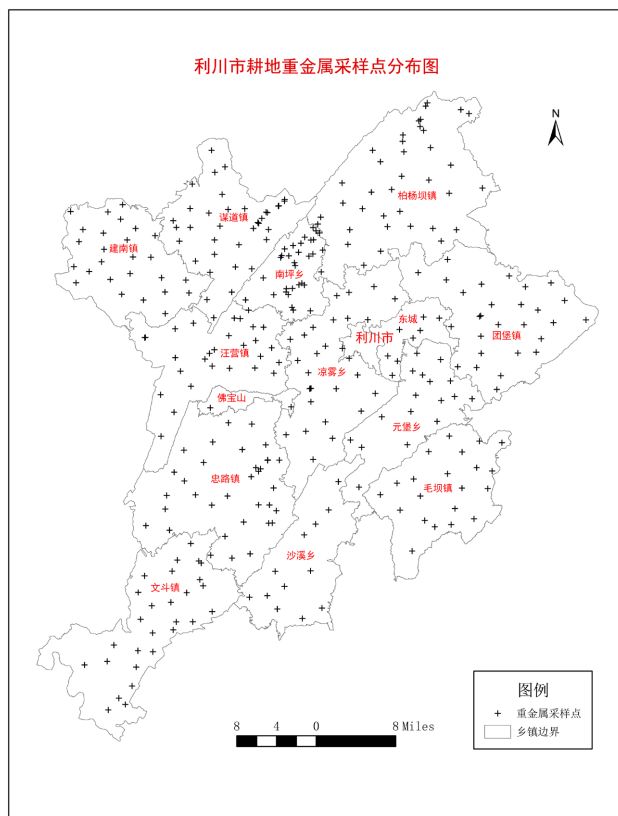 利川市耕地重金属采样点分布图
N
柏杨坝镇
谋道镇
建南镇
南坪乡
东城
利川市
团堡镇
汪营镇
凉雾乡
佛宝山
元堡乡
忠路镇
毛坝镇
沙溪乡
文斗镇
图例
重金属采样点
乡镇边界
8 4 0 8 Miles